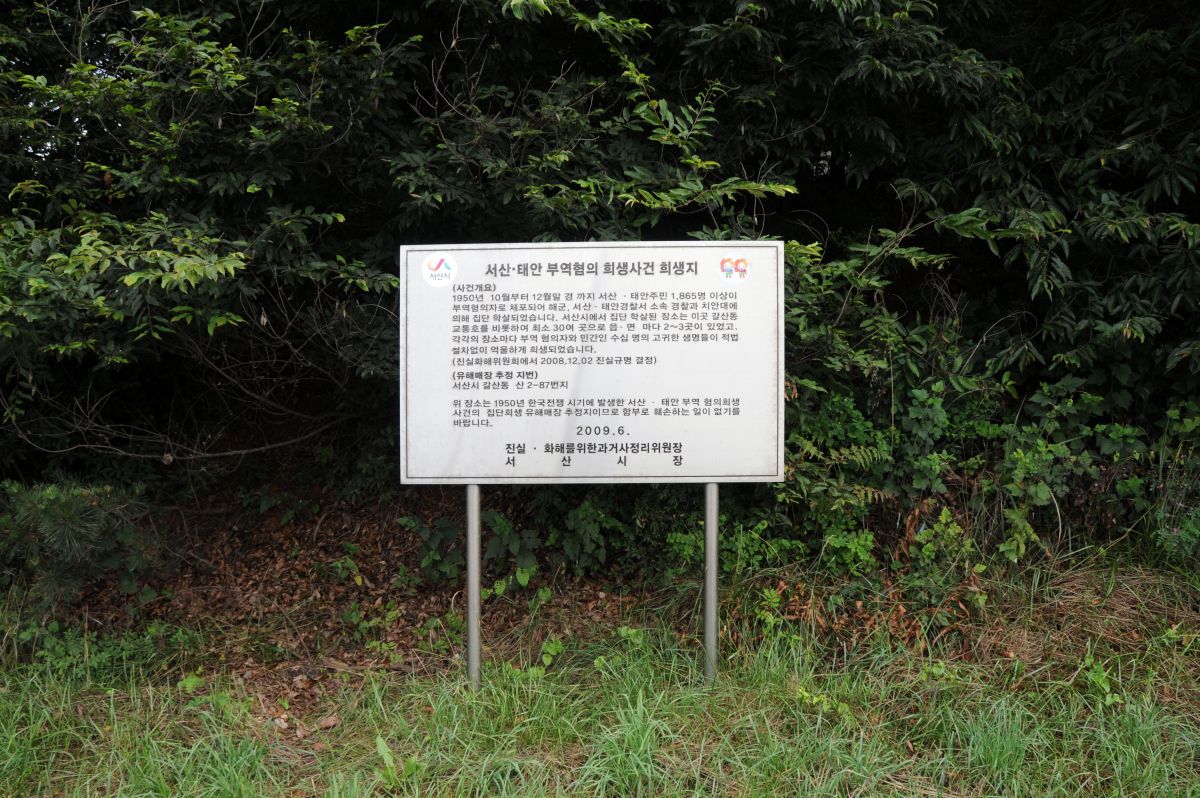 서산시
서산·태안 부역혐의 희생사건 희생지
(사건개요)
1950년 10월부터 12월말 경 까지 서산 · 태안주민 1,865명 이상이
부역혐의자로 체포되어 해군, 서산 · 태안경찰서 소속 경찰과 치안대에
의해 집단 학살되었습니다. 서산시에서 집단 학살된 장소는 이곳 갈산동
교통호를 비롯하여 최소 30여 곳으로 읍· 면 마다 2~3곳이 있었고,
각각의 장소마다 부역 혐의자와 민간인 수십 명의 고귀한 생명들이 적법
절차없이 억울하게 희생되었습니다.
(진실화해위원회에서 2008.12.02 진실규명 결정)
(유해매장 추정 지번)
서산시 갈산동 산 2-87번지
위 장소는 1950년 한국전쟁 시기에 발생한 서산 · 태안 부역 혐의희생
사건의 집단희생 유해매장 추정지이므로 함부로 훼손하는 일이 없기를
바랍니다.
2009.6.
진실 · 화해를위한과거사정리위원장
서 산 시 장